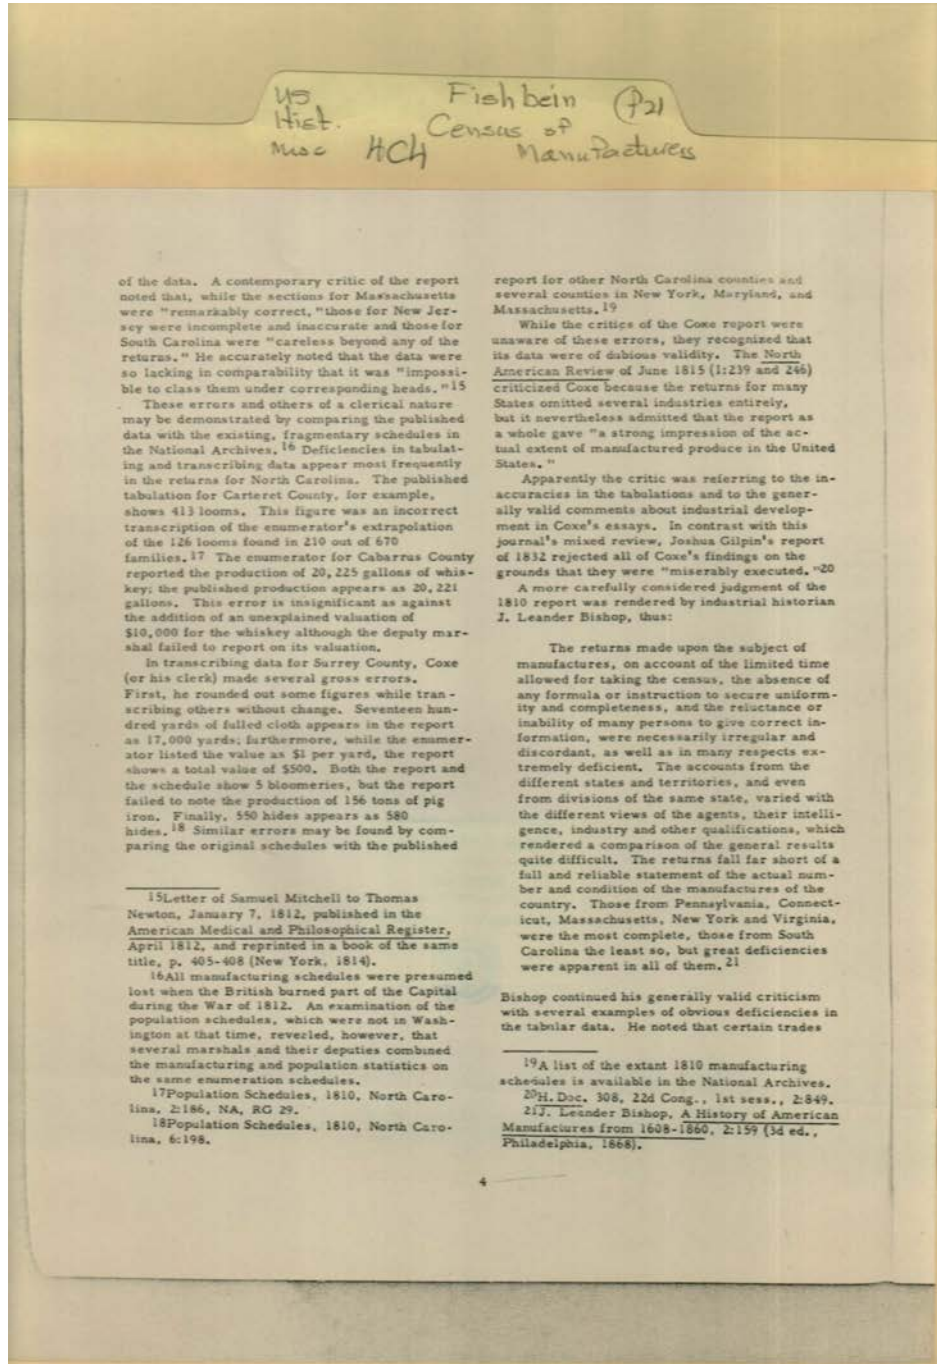 US Fishbein (P21)
Hist. Census of
Misc HC4 Manufacturers
of the data. A contemporary critic of the report
noted that, while the sections for Massachusetts
were "remarkably correct, "those for New Jer-
sey were incomplete and inaccurate and those for
South Carolina were "careless beyond any of the
returns." He accurately noted that the data were
so lacking in comparability that it was "impossi-
ble to class them under corresponding heads."15
These errors and others of a clerical nature
may be demonstrated by comparing the published
data with the existing, fragmentary schedules in
the National Archives.16 Deficiencies in tabulat-
ing and transcribing data appear most frequently
in the returns for North Carolina. The published
tabulation for Carteret County, for example,
shows 413 looms. This figure was an incorrect
transcription of the enumerator's extrapolation
of the 126 looms found in 210 out of 670
families.17 The enumerator for Cabarrus County
reported the production of 20,225 gallons of whis-
key; the published production appears as 20,221
gallons. This error is insignificant as against
the addition of an unexplained valuation of
$10,000 for the whiskey although the deputy mar-
shal failed to report on its valuation.
In transcribing data for Surrey County, Coxe
(or his clerk) made several gross errors.
First, he rounded out some figures while tran-
scribing others without change. Seventeen hun-
dred yards of fulled cloth appears in the report
as 17,000 yards; furthermore, while the enumer-
ator listed the value as $1 per yard, the report
shows a total value of $500. Both the report and
the schedule show 5 bloomeries, but the report
failed to note the production of 156 tons of pig
iron. Finally, 550 hides appears as 580
hides.18 Similar errors may be found by com-
paring the original schedules with the published
15Letter of Samuel Mitchell to Thomas
Newton, January 7, 1812, published in the
American Medical and Philosophical Register,
April 1812, and reprinted in a book of the same
title, p. 405-408 (New York, 1814).
16All manufacturing schedules were presumed
lost when the British burned part of the Capital
during the War of 1812. An examination of the
population schedules, which were not in Wash-
ington at that time, revealed, however, that
several marshals and their deputies combined
the manufacturing and population statistics on
the same enumeration schedules.
17Population Schedules, 1810, North Caro-
lina, 2:186, NA, RG 29.
18Population Schedules, 1810, North Caro-
lina, 6:198.
report for other North Carolina counties and
several counties in New York, Maryland, and
Massachusetts.19
While the critics of the Coxe report were
unaware of these errors, they recognized that
its data were of dubious validity. The North
American Review of June 1815 (1:239 and 246)
criticized Coxe because the returns for many
States omitted several industries entirely,
but it nevertheless admitted that the report as
a whole gave "a strong impression of the ac-
tual extent of manufactured produce in the United
States."
Apparently the critic was referring to the in-
accuracies in the tabulations and to the gener-
ally valid comments about industrial develop-
ment in Coxe's essays. In contrast with this
journal's mixed review, Joshua Gilpin's report
of 1832 rejected all of Coxe's findings on the
grounds that they were "miserably executed."20
A more carefully considered judgment of the
1810 report was rendered by industrial historian
J. Leander Bishop, thus:
The returns made upon the subject of
manufactures, on account of the limited time
allowed for taking the census, the absence of
any formula or instruction to secure uniform-
ity and completeness, and the reluctance or
inability of many persons to give correct in-
formation, were necessarily irregular and
discordant, as well as in many respects ex-
tremely deficient. The accounts from the
different states and territories, and even
from divisions of the same state, varied with
the different views of the agents, their intelli-
gence, industry and other qualifications, which
rendered a comparison of the general results
quite difficult. The returns fall far short of a
full and reliable statement of the actual num-
ber and condition of the manufactures of the
country. Those from Pennsylvania, Connect-
icut, Massachusetts, New York and Virginia,
were the most complete, those from South
Carolina the least so, but great deficiencies
were apparent in all of them.21
Bishop continued his generally valid criticism
with several examples of obvious deficiencies in
the tabular data. He noted that certain trades
19A list of the extant 1810 manufacturing
schedules is available in the National Archives.
20H. Doc. 308, 22d Cong., 1st sess., 2:849.
21J. Leander Bishop, A History of American
Manufactures from 1608-1860, 2:159 (3d ed.,
Philadelphia, 1868).
4